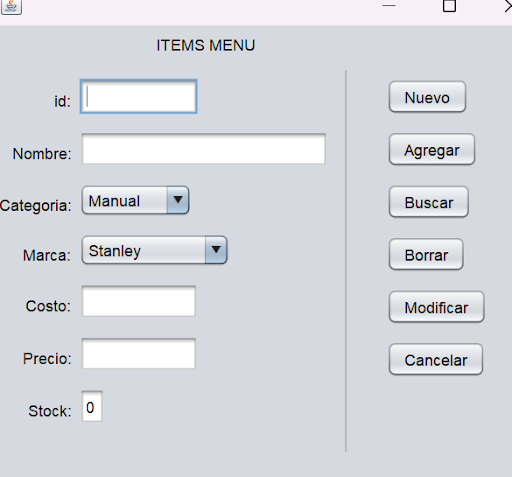 ITEMS MENU
id:
Nombre:
Categoria: Manual
Marca: Stanley
Costo:
Precio:
Stock: 0
Nuevo
Agregar
Buscar
Borrar
Modificar
Cancelar